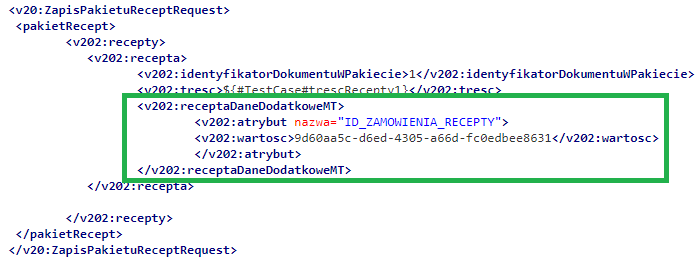 <v20:ZapisPakietuReceptRequest>
<pakietRecept>
<v202:recepty>
<v202:recepta>
<v202:identyfikatorDokumentuWPakiecie>1</v202:identyfikatorDokumentuWPakiecie>
<v202:tresc>${#TestCase#trescRecepty1}</v202:tresc>
<v202:receptaDaneDodatkoweMT>
<v202:atrybut nazwa="ID_ZAMOWIENIA_RECEPTY">
<v202:wartosc>9d60aa5c-d6ed-4305-a66d-fc0edbee8631</v202:wartosc>
</v202:atrybut>
</v202:receptaDaneDodatkoweMT>
</v202:recepta>
</v202:recepty>
</pakietRecept>
</v20:ZapisPakietuReceptRequest>